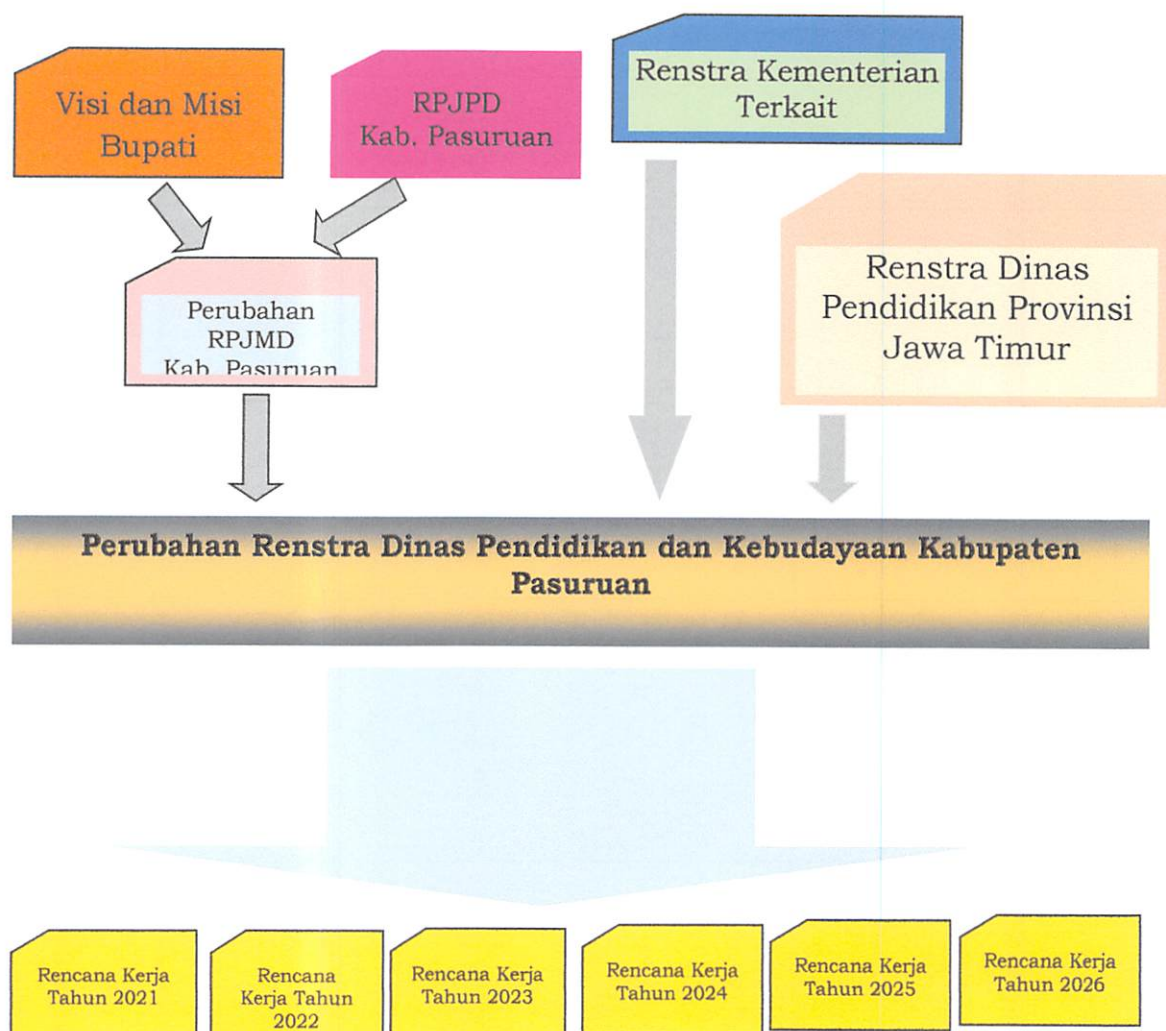 Visi dan Misi
Bupati
RPJPD
Kab. Pasuruan
Renstra Kementerian
Terkait
Renstra Dinas
Pendidikan Provinsi
Jawa Timur
Perubahan
RPJMD
Kab. Pasuruan
Perubahan Renstra Dinas Pendidikan dan Kebudayaan Kabupaten
Pasuruan
Rencana Kerja
Tahun 2021
Rencana
Kerja Tahun
2022
Rencana Kerja
Tahun 2023
Rencana Kerja
Tahun 2024
Rencana Kerja
Tahun 2025
Rencana Kerja
Tahun 2026